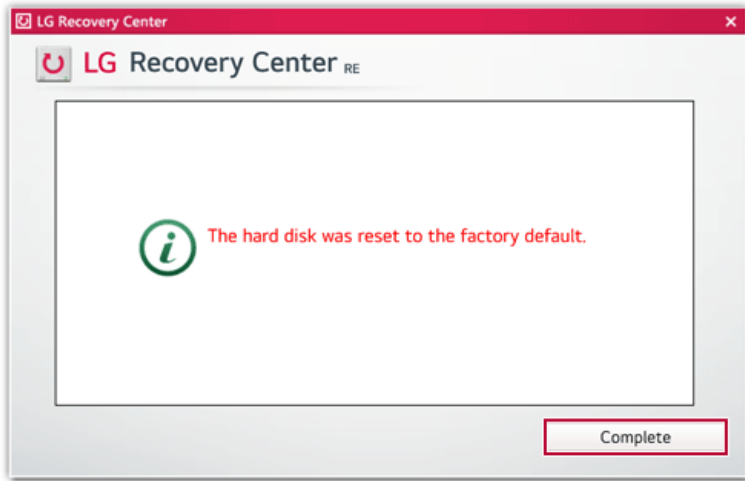 LG Recovery Center
LG Recovery Center RE
The hard disk was reset to the factory default.
Complete